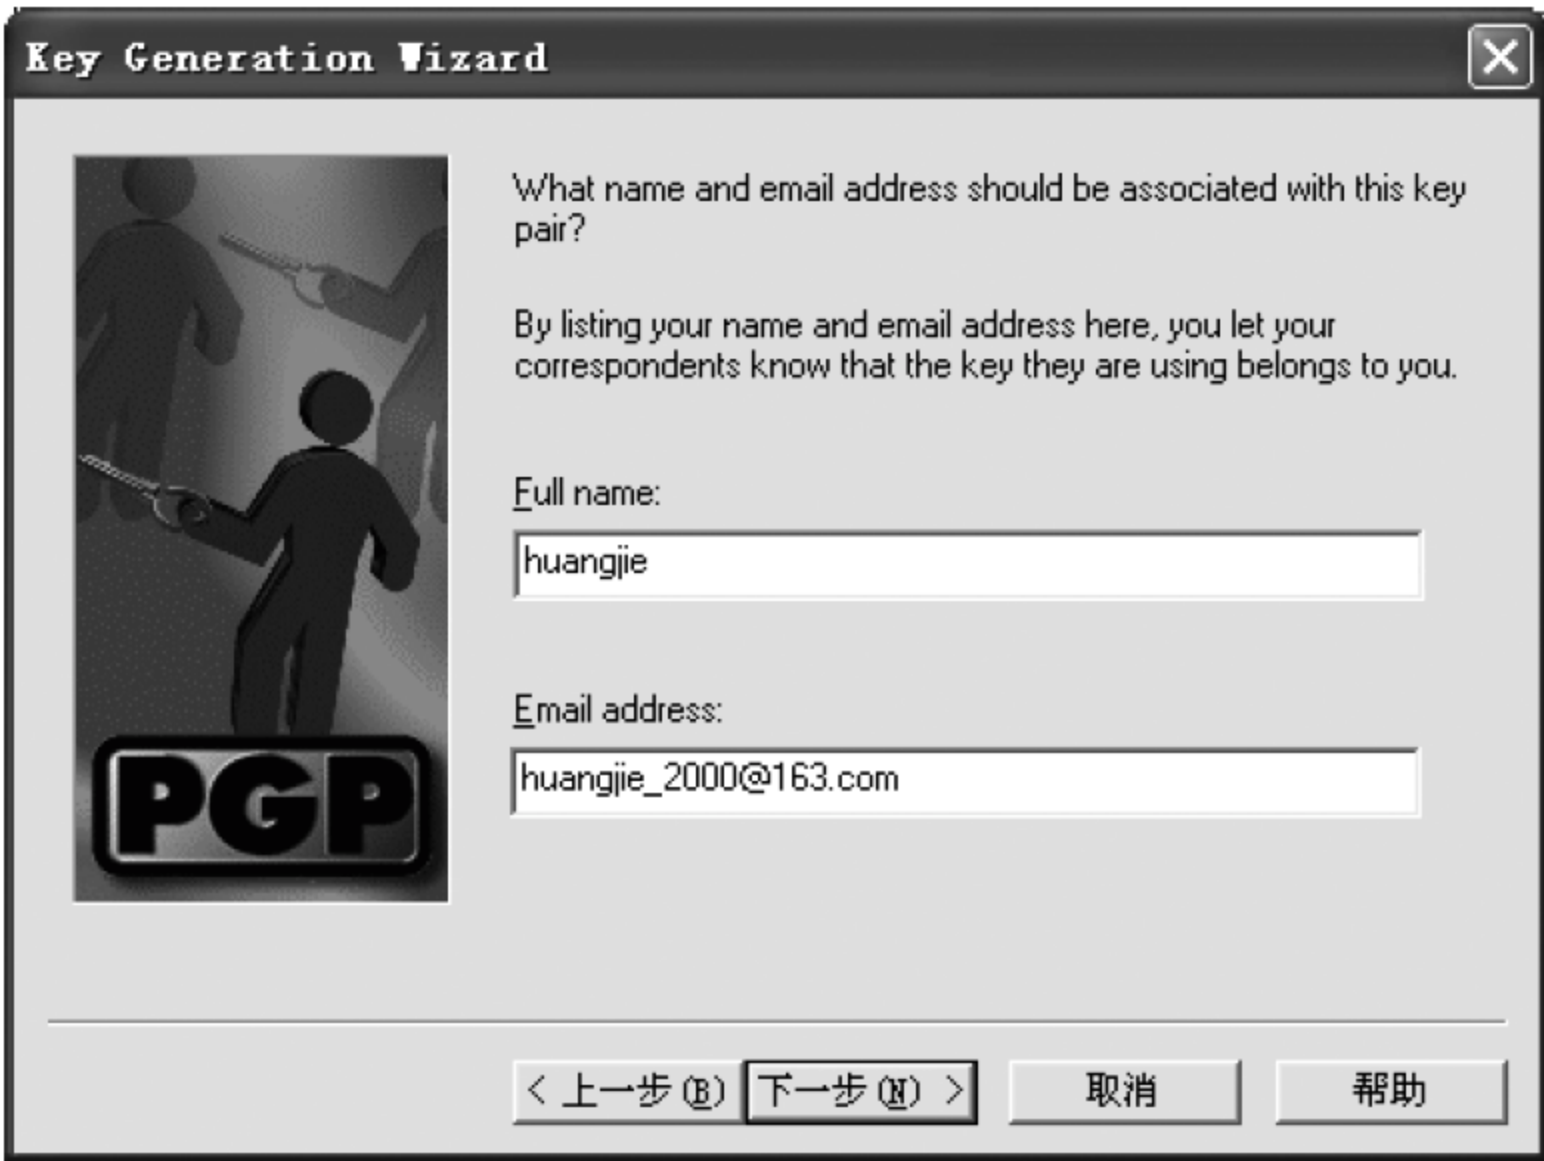 Key Generation Wizard
What name and email address should be associated with this key
pair?
By listing your name and email address here, you let your
correspondents know that the key they are using belongs to you.
Full name:
huangjie
Email address:
huangjie_2000@163.com
PGP
< 上一步(B) 下一步(N) > 取消 帮助